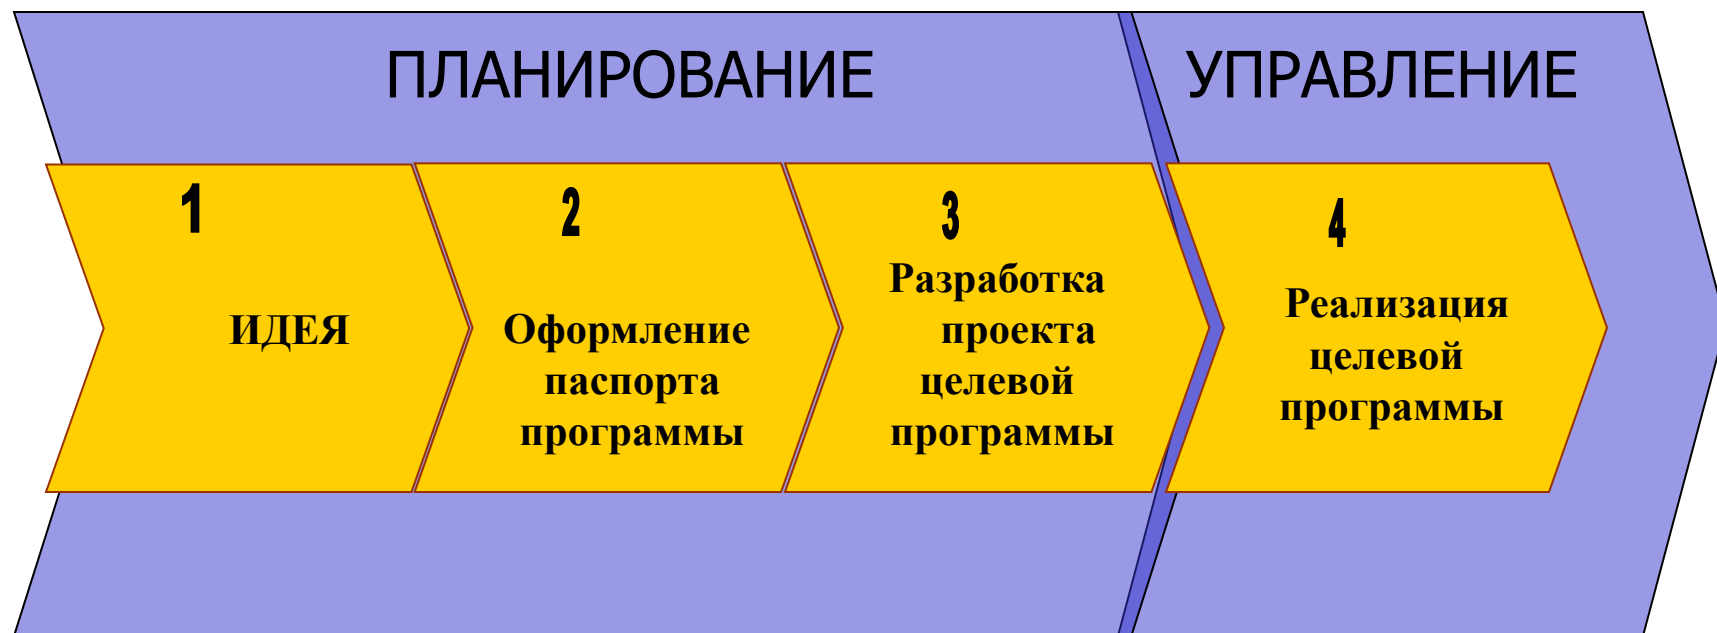 ПЛАНИРОВАНИЕ
УПРАВЛЕНИЕ
1
ИДЕЯ
2
Оформление
паспорта
программы
3
Разработка
проекта
целевой
программы
4
Реализация
целевой
программы